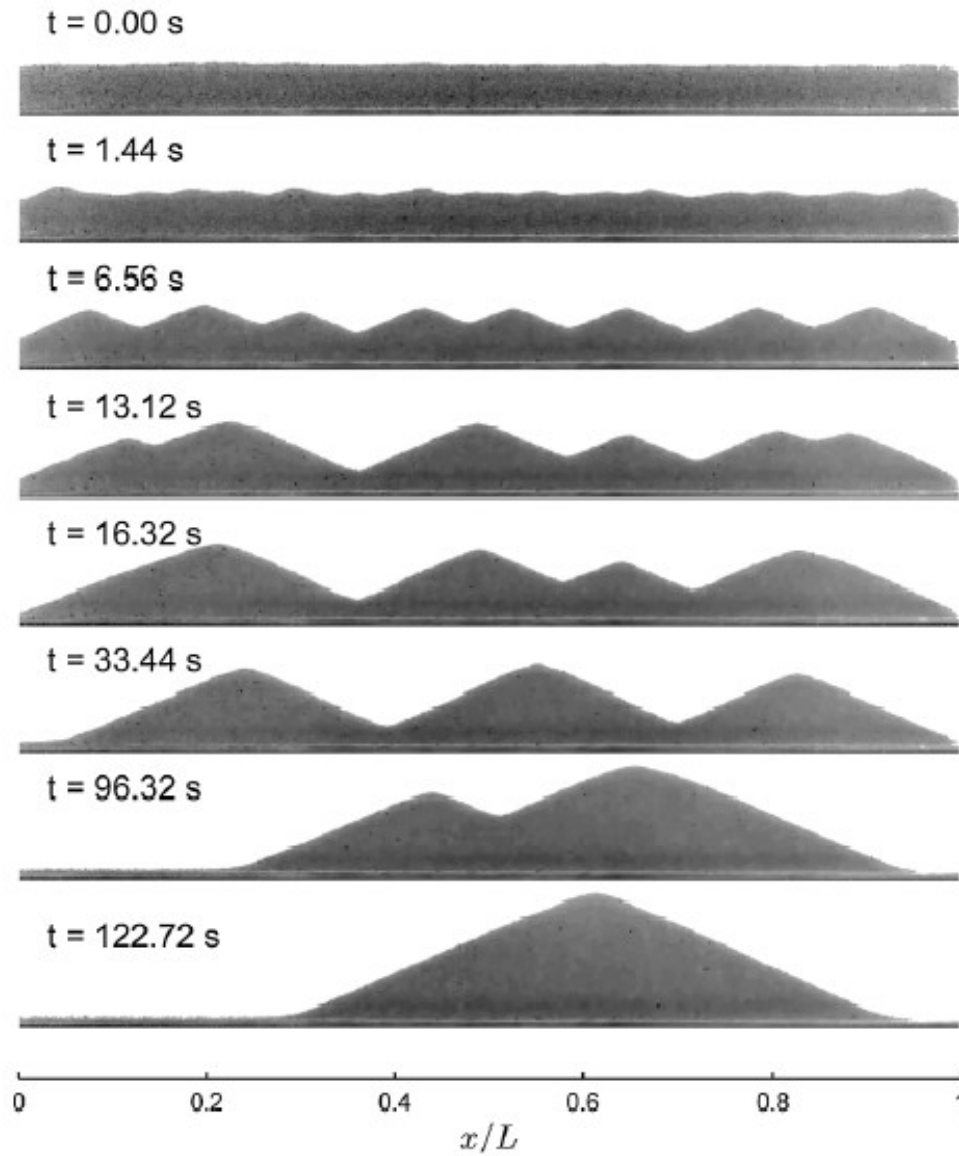 t = 0.00 s
t = 1.44 s
t = 6.56 s
t = 13.12 s
t = 16.32 s
t = 33.44 s
t = 96.32 s
t = 122.72 s
0 0.2 0.4 0.6 0.8
x/L